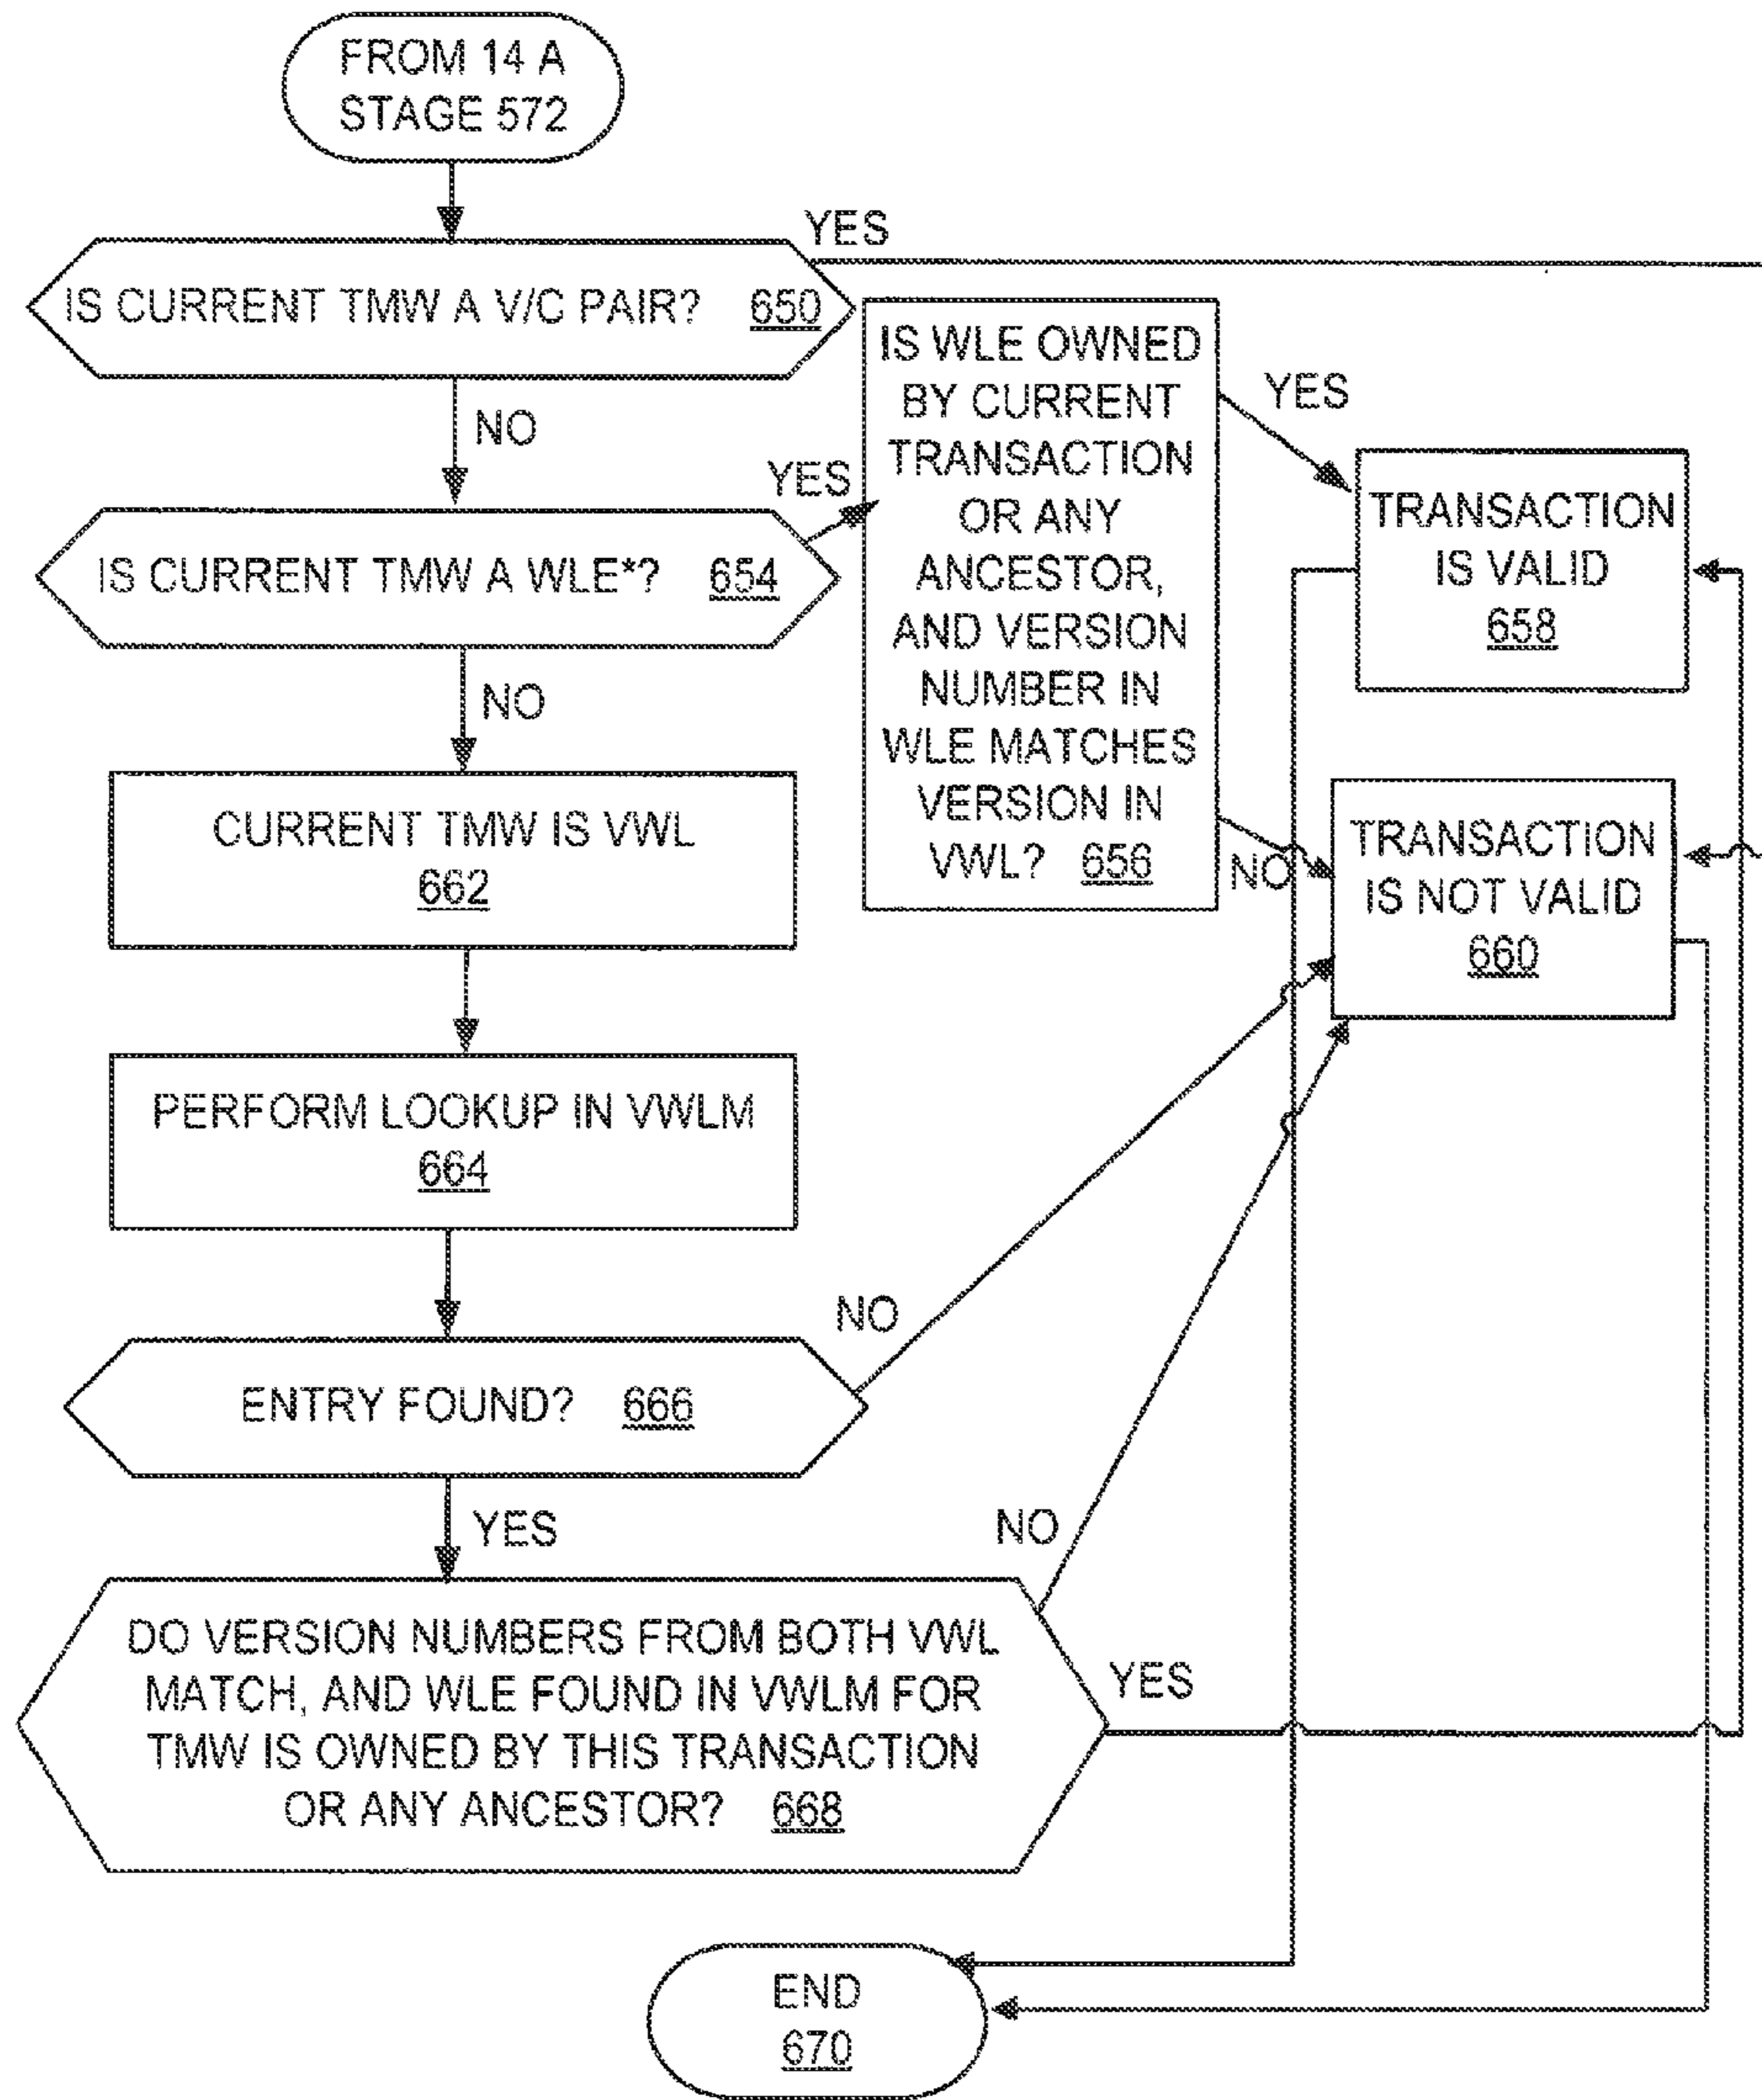 FROM 14 A
STAGE 572
YES
IS CURRENT TMW A V/C PAIR? 650
NO
IS WLE OWNED
BY CURRENT
TRANSACTION
OR ANY
ANCESTOR,
AND VERSION
NUMBER IN
WLE MATCHES
VERSION IN
VWL? 656
YES
YES
IS CURRENT TMW A WLE*? 654
NO
TRANSACTION
IS VALID
658
NO
TRANSACTION
IS NOT VALID
660
CURRENT TMW IS VWL
662
PERFORM LOOKUP IN VWLM
664
NO
ENTRY FOUND? 666
YES
NO
DO VERSION NUMBERS FROM BOTH VWL
MATCH, AND WLE FOUND IN VWLM FOR
TMW IS OWNED BY THIS TRANSACTION
OR ANY ANCESTOR? 668
YES
END
670